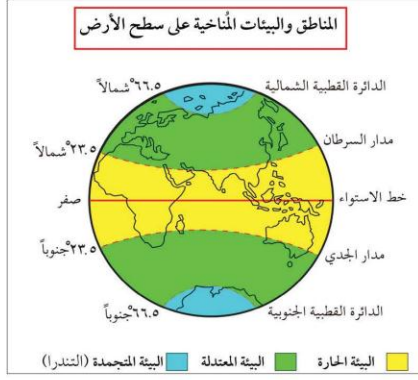 المناطق والبيئات المُناخية على سطح الأرض
الدائرة القطبية الشمالية
٦٦.٥° شمالاً
مدار السرطان
٢٣.٥° شمالاً
خط الاستواء
صفر
مدار الجدي
٢٣.٥° جنوباً
الدائرة القطبية الجنوبية
٦٦.٥° جنوباً
البيئة الحارة
البيئة المعتدلة
البيئة المتجمدة (التندرا)